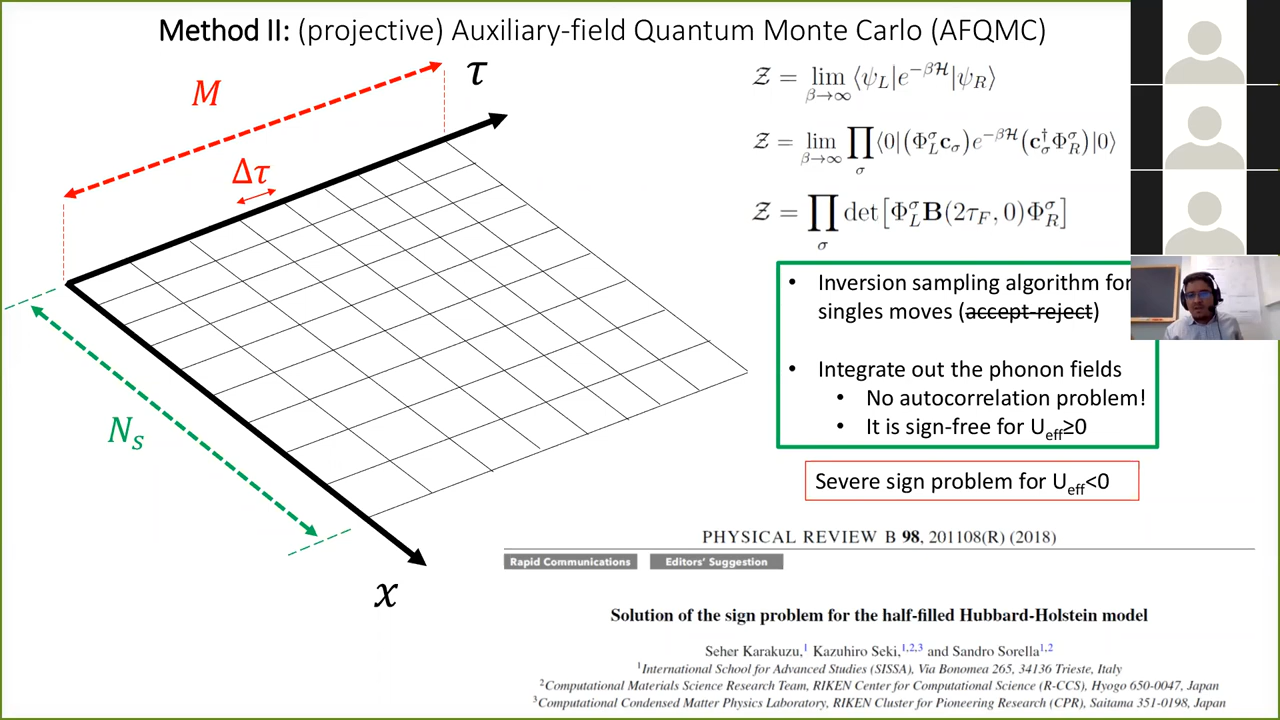 Method II: (projective) Auxiliary-field Quantum Monte Carlo (AFQMC)
M
τ
Δτ
N_S
x
𝒵 = lim_{β→∞} ⟨ψ_L|e^{−βℋ}|ψ_R⟩
𝒵 = lim_{β→∞} ∏_σ ⟨0|(Φ_L^σ c_σ)e^{−βℋ}(c_σ^† Φ_R^σ)|0⟩
𝒵 = ∏_σ det[Φ_L^σ B(2τ_F, 0)Φ_R^σ]
• Inversion sampling algorithm for
singles moves (accept-reject)
• Integrate out the phonon fields
• No autocorrelation problem!
• It is sign-free for U_eff≥0
Severe sign problem for U_eff<0
PHYSICAL REVIEW B 98, 201108(R) (2018)
Rapid Communications Editors' Suggestion
Solution of the sign problem for the half-filled Hubbard-Holstein model
Seher Karakuzu,¹ Kazuhiro Seki,¹,²,³ and Sandro Sorella¹,²
¹International School for Advanced Studies (SISSA), Via Bonomea 265, 34136 Trieste, Italy
²Computational Materials Science Research Team, RIKEN Center for Computational Science (R-CCS), Hyogo 650-0047, Japan
³Computational Condensed Matter Physics Laboratory, RIKEN Cluster for Pioneering Research (CPR), Saitama 351-0198, Japan